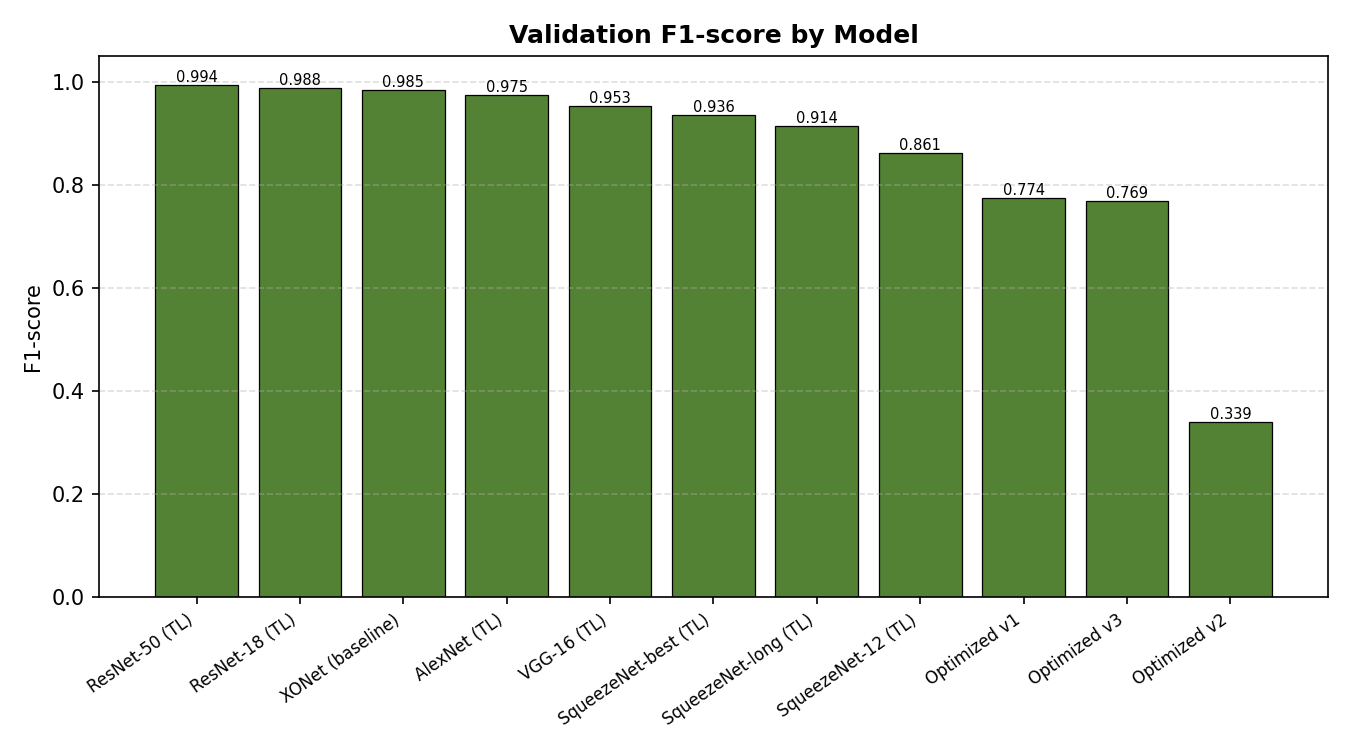 Validation F1-score by Model
F1-score
1.0
0.8
0.6
0.4
0.2
0.0
0.994
0.988
0.985
0.975
0.953
0.936
0.914
0.861
0.774
0.769
0.339
ResNet-50 (TL)
ResNet-18 (TL)
XONet (baseline)
AlexNet (TL)
VGG-16 (TL)
SqueezeNet-best (TL)
SqueezeNet-long (TL)
SqueezeNet-12 (TL)
Optimized v1
Optimized v3
Optimized v2